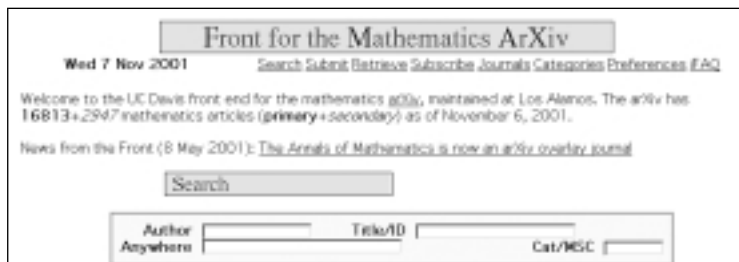 Front for the Mathematics ArXiv
Wed 7 Nov 2001 Search Submit Retrieve Subscribe Journals Categories Preferences iFAQ
Welcome to the UC Davis front end for the mathematics arXiv, maintained at Los Alamos. The arXiv has
16813+2947 mathematics articles (primary+secondary) as of November 6, 2001.
News from the Front (8 May 2001): The Annals of Mathematics is now an arXiv overlay journal
Search
Author Title/ID
Anywhere Cat/MSC